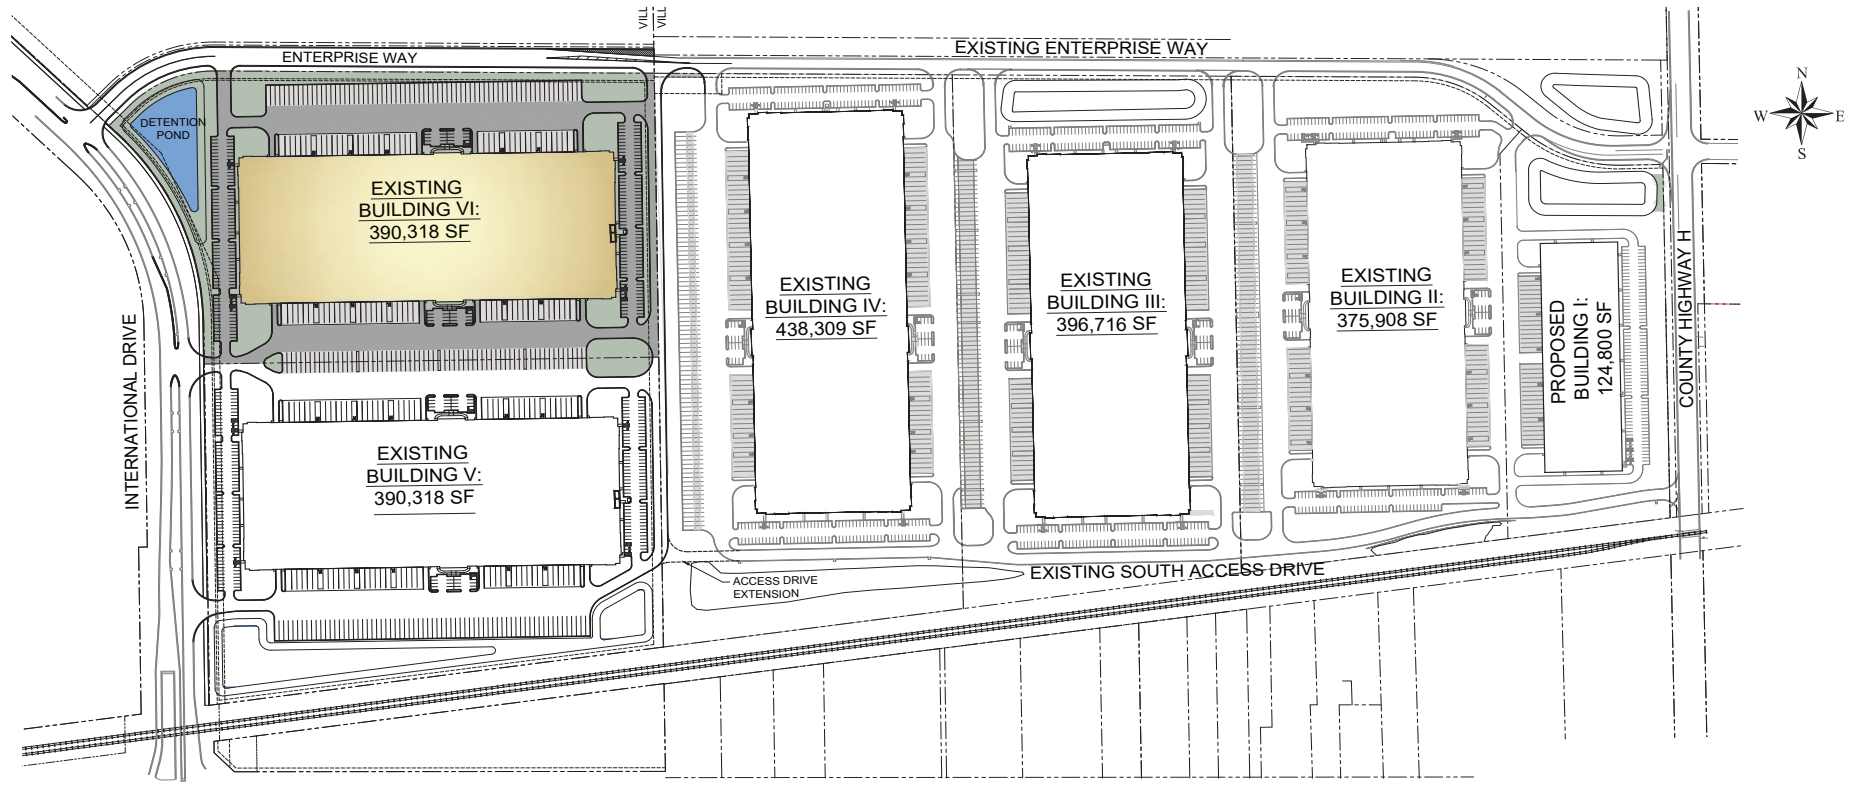 VILL
VILL
ENTERPRISE WAY
EXISTING ENTERPRISE WAY
N
W
E
S
DETENTION
POND
EXISTING
BUILDING VI:
390,318 SF
EXISTING
BUILDING IV:
438,309 SF
EXISTING
BUILDING III:
396,716 SF
EXISTING
BUILDING II:
375,908 SF
PROPOSED
BUILDING I:
124,800 SF
COUNTY HIGHWAY H
INTERNATIONAL DRIVE
EXISTING
BUILDING V:
390,318 SF
ACCESS DRIVE
EXTENSION
EXISTING SOUTH ACCESS DRIVE